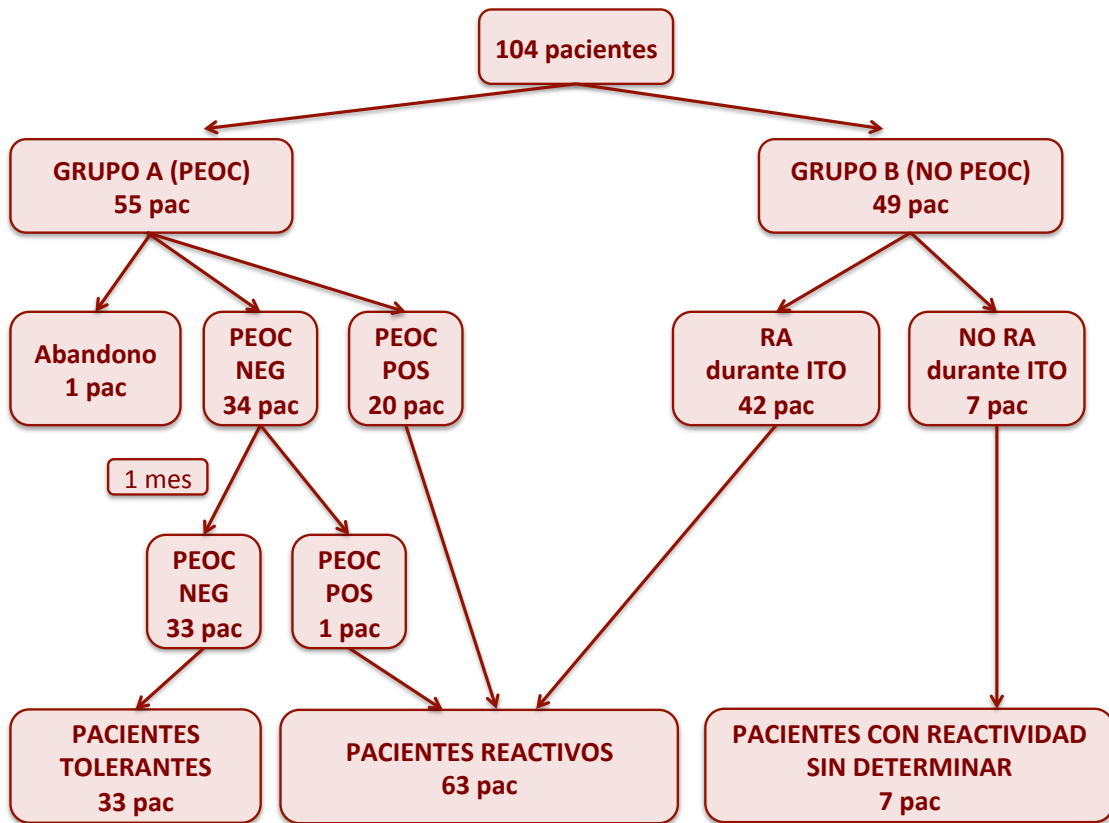 104 pacientes
GRUPO A (PEOC)
55 pac
GRUPO B (NO PEOC)
49 pac
Abandono
1 pac
PEOC
NEG
34 pac
PEOC
POS
20 pac
RA
durante ITO
42 pac
NO RA
durante ITO
7 pac
1 mes
PEOC
NEG
33 pac
PEOC
POS
1 pac
PACIENTES
TOLERANTES
33 pac
PACIENTES REACTIVOS
63 pac
PACIENTES CON REACTIVIDAD
SIN DETERMINAR
7 pac